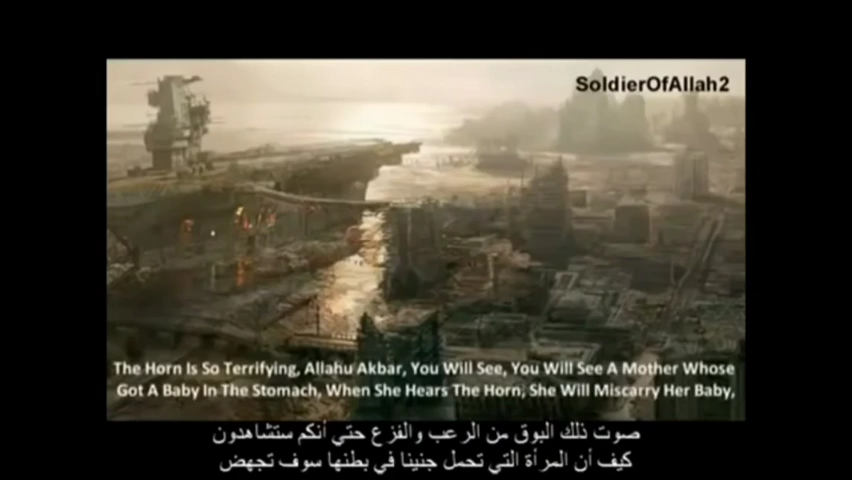 SoldierOfAllah2
The Horn Is So Terrifying, Allahu Akbar, You Will See, You Will See A Mother Whose
Got A Baby In The Stomach, When She Hears The Horn, She Will Miscarry Her Baby,
صوت ذلك البوق من الرعب والفزع حتى أنكم ستشاهدون
كيف أن المرأة التي تحمل جنينا في بطنها سوف تجهض